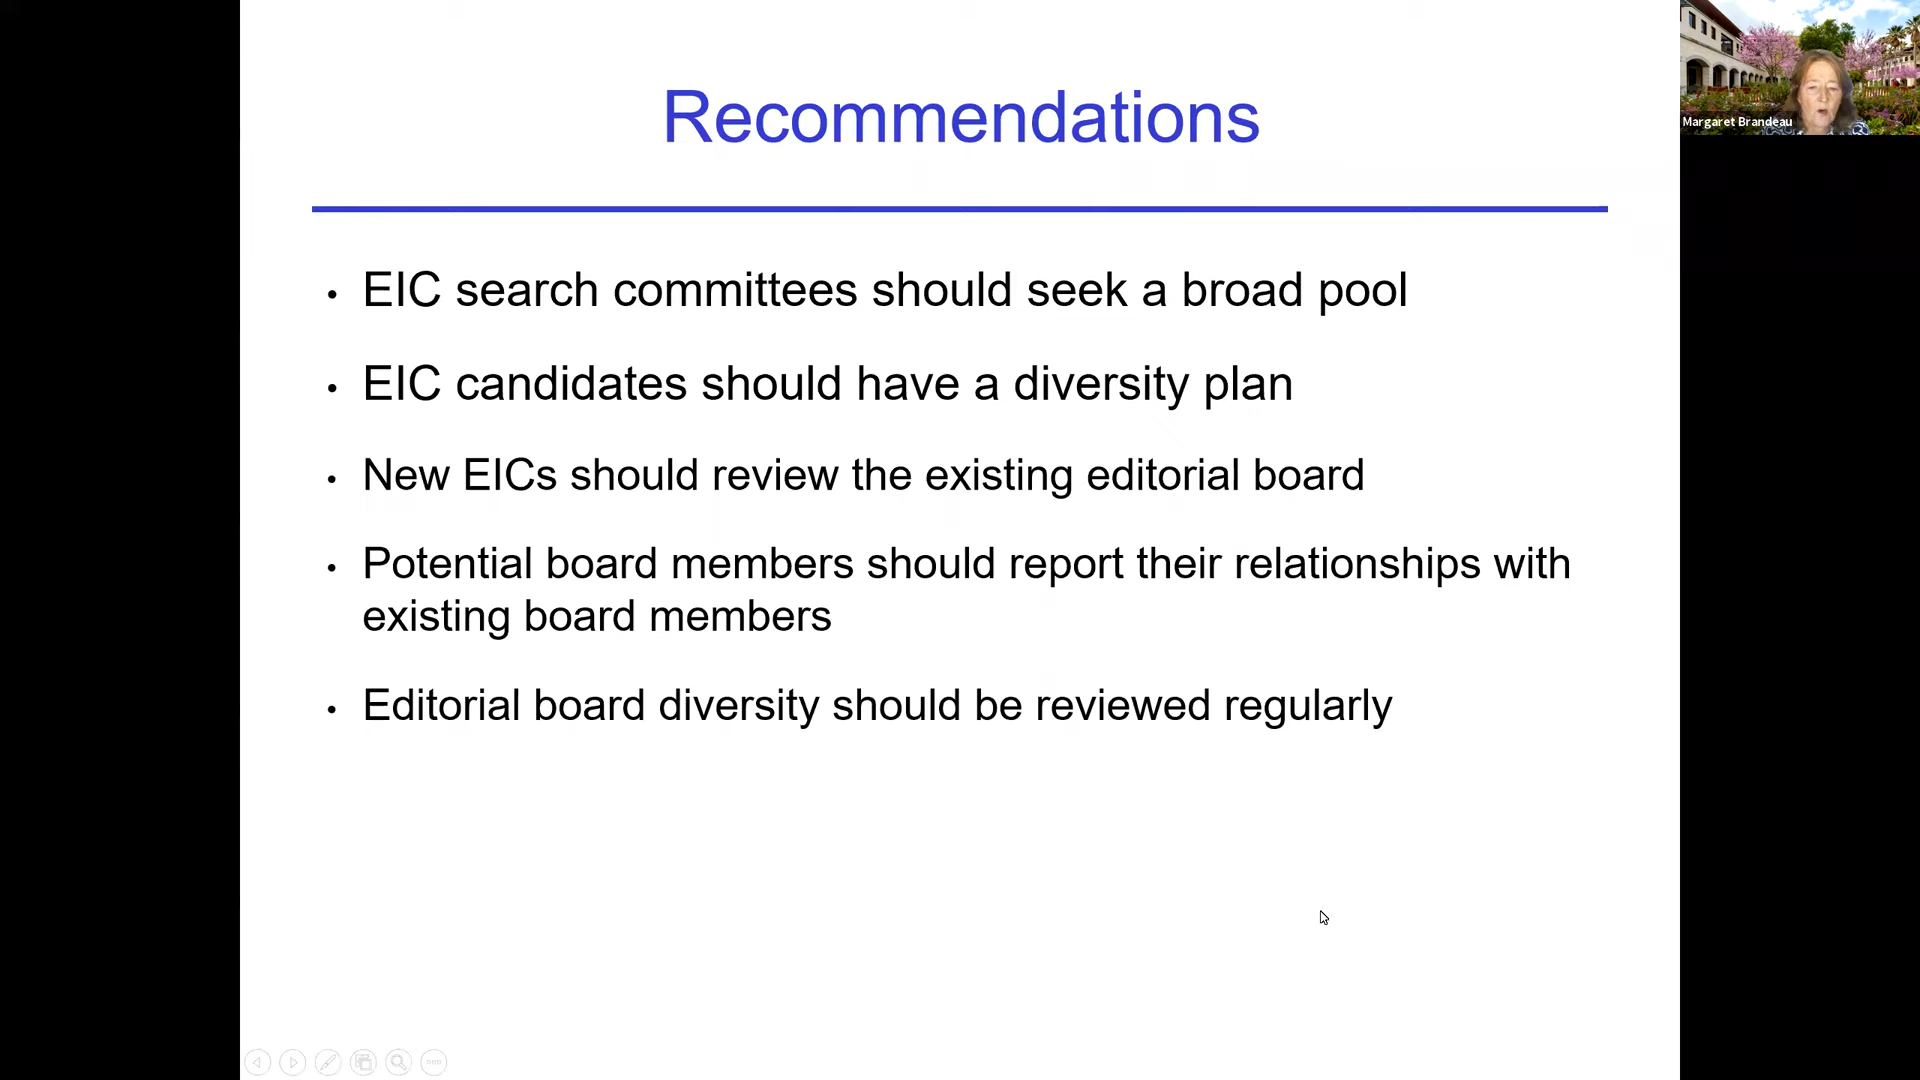 Recommendations
Margaret Brandeau
• EIC search committees should seek a broad pool
• EIC candidates should have a diversity plan
• New EICs should review the existing editorial board
• Potential board members should report their relationships with
existing board members
• Editorial board diversity should be reviewed regularly